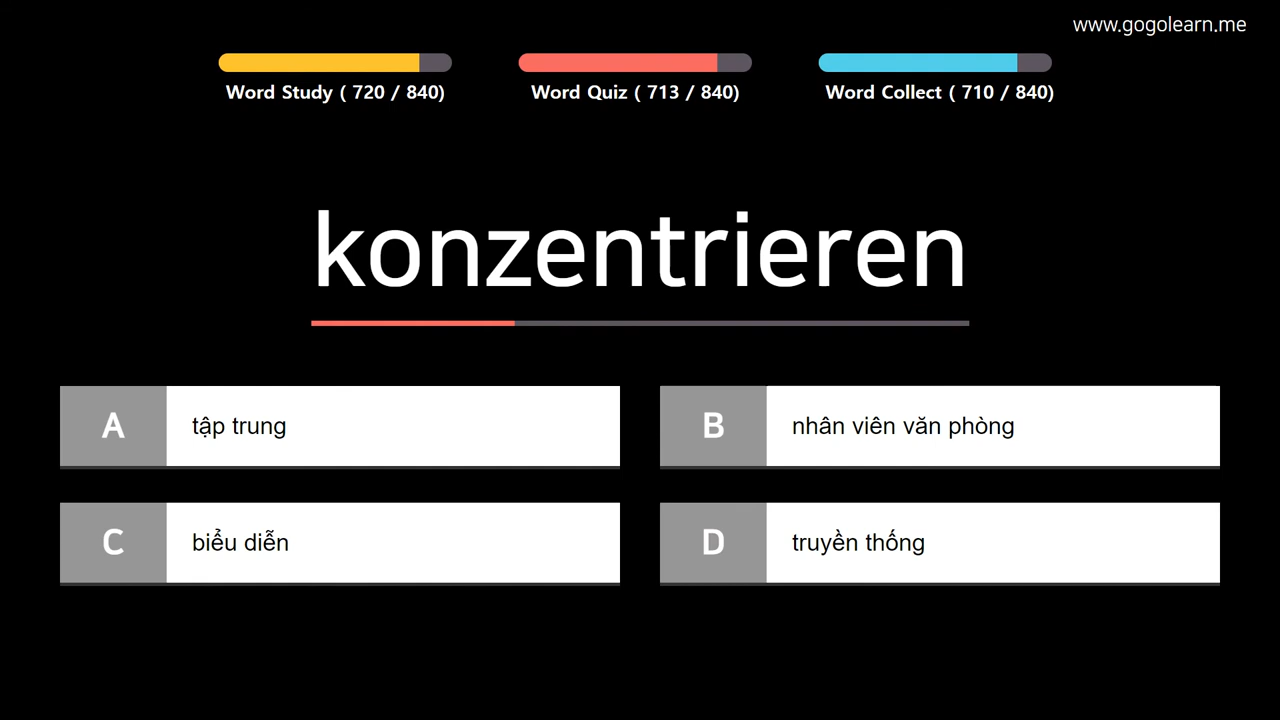 www.gogolearn.me
Word Study ( 720 / 840)
Word Quiz ( 713 / 840)
Word Collect ( 710 / 840)
konzentrieren
A tập trung
B nhân viên văn phòng
C biểu diễn
D truyền thống